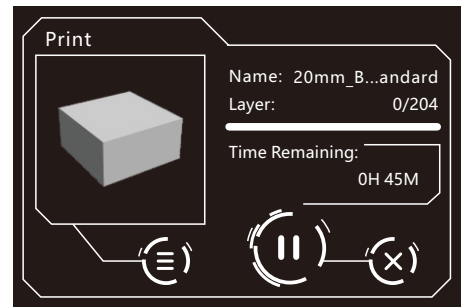 Print
Name: 20mm_B...andard
Layer: 0/204
Time Remaining:
0H 45M